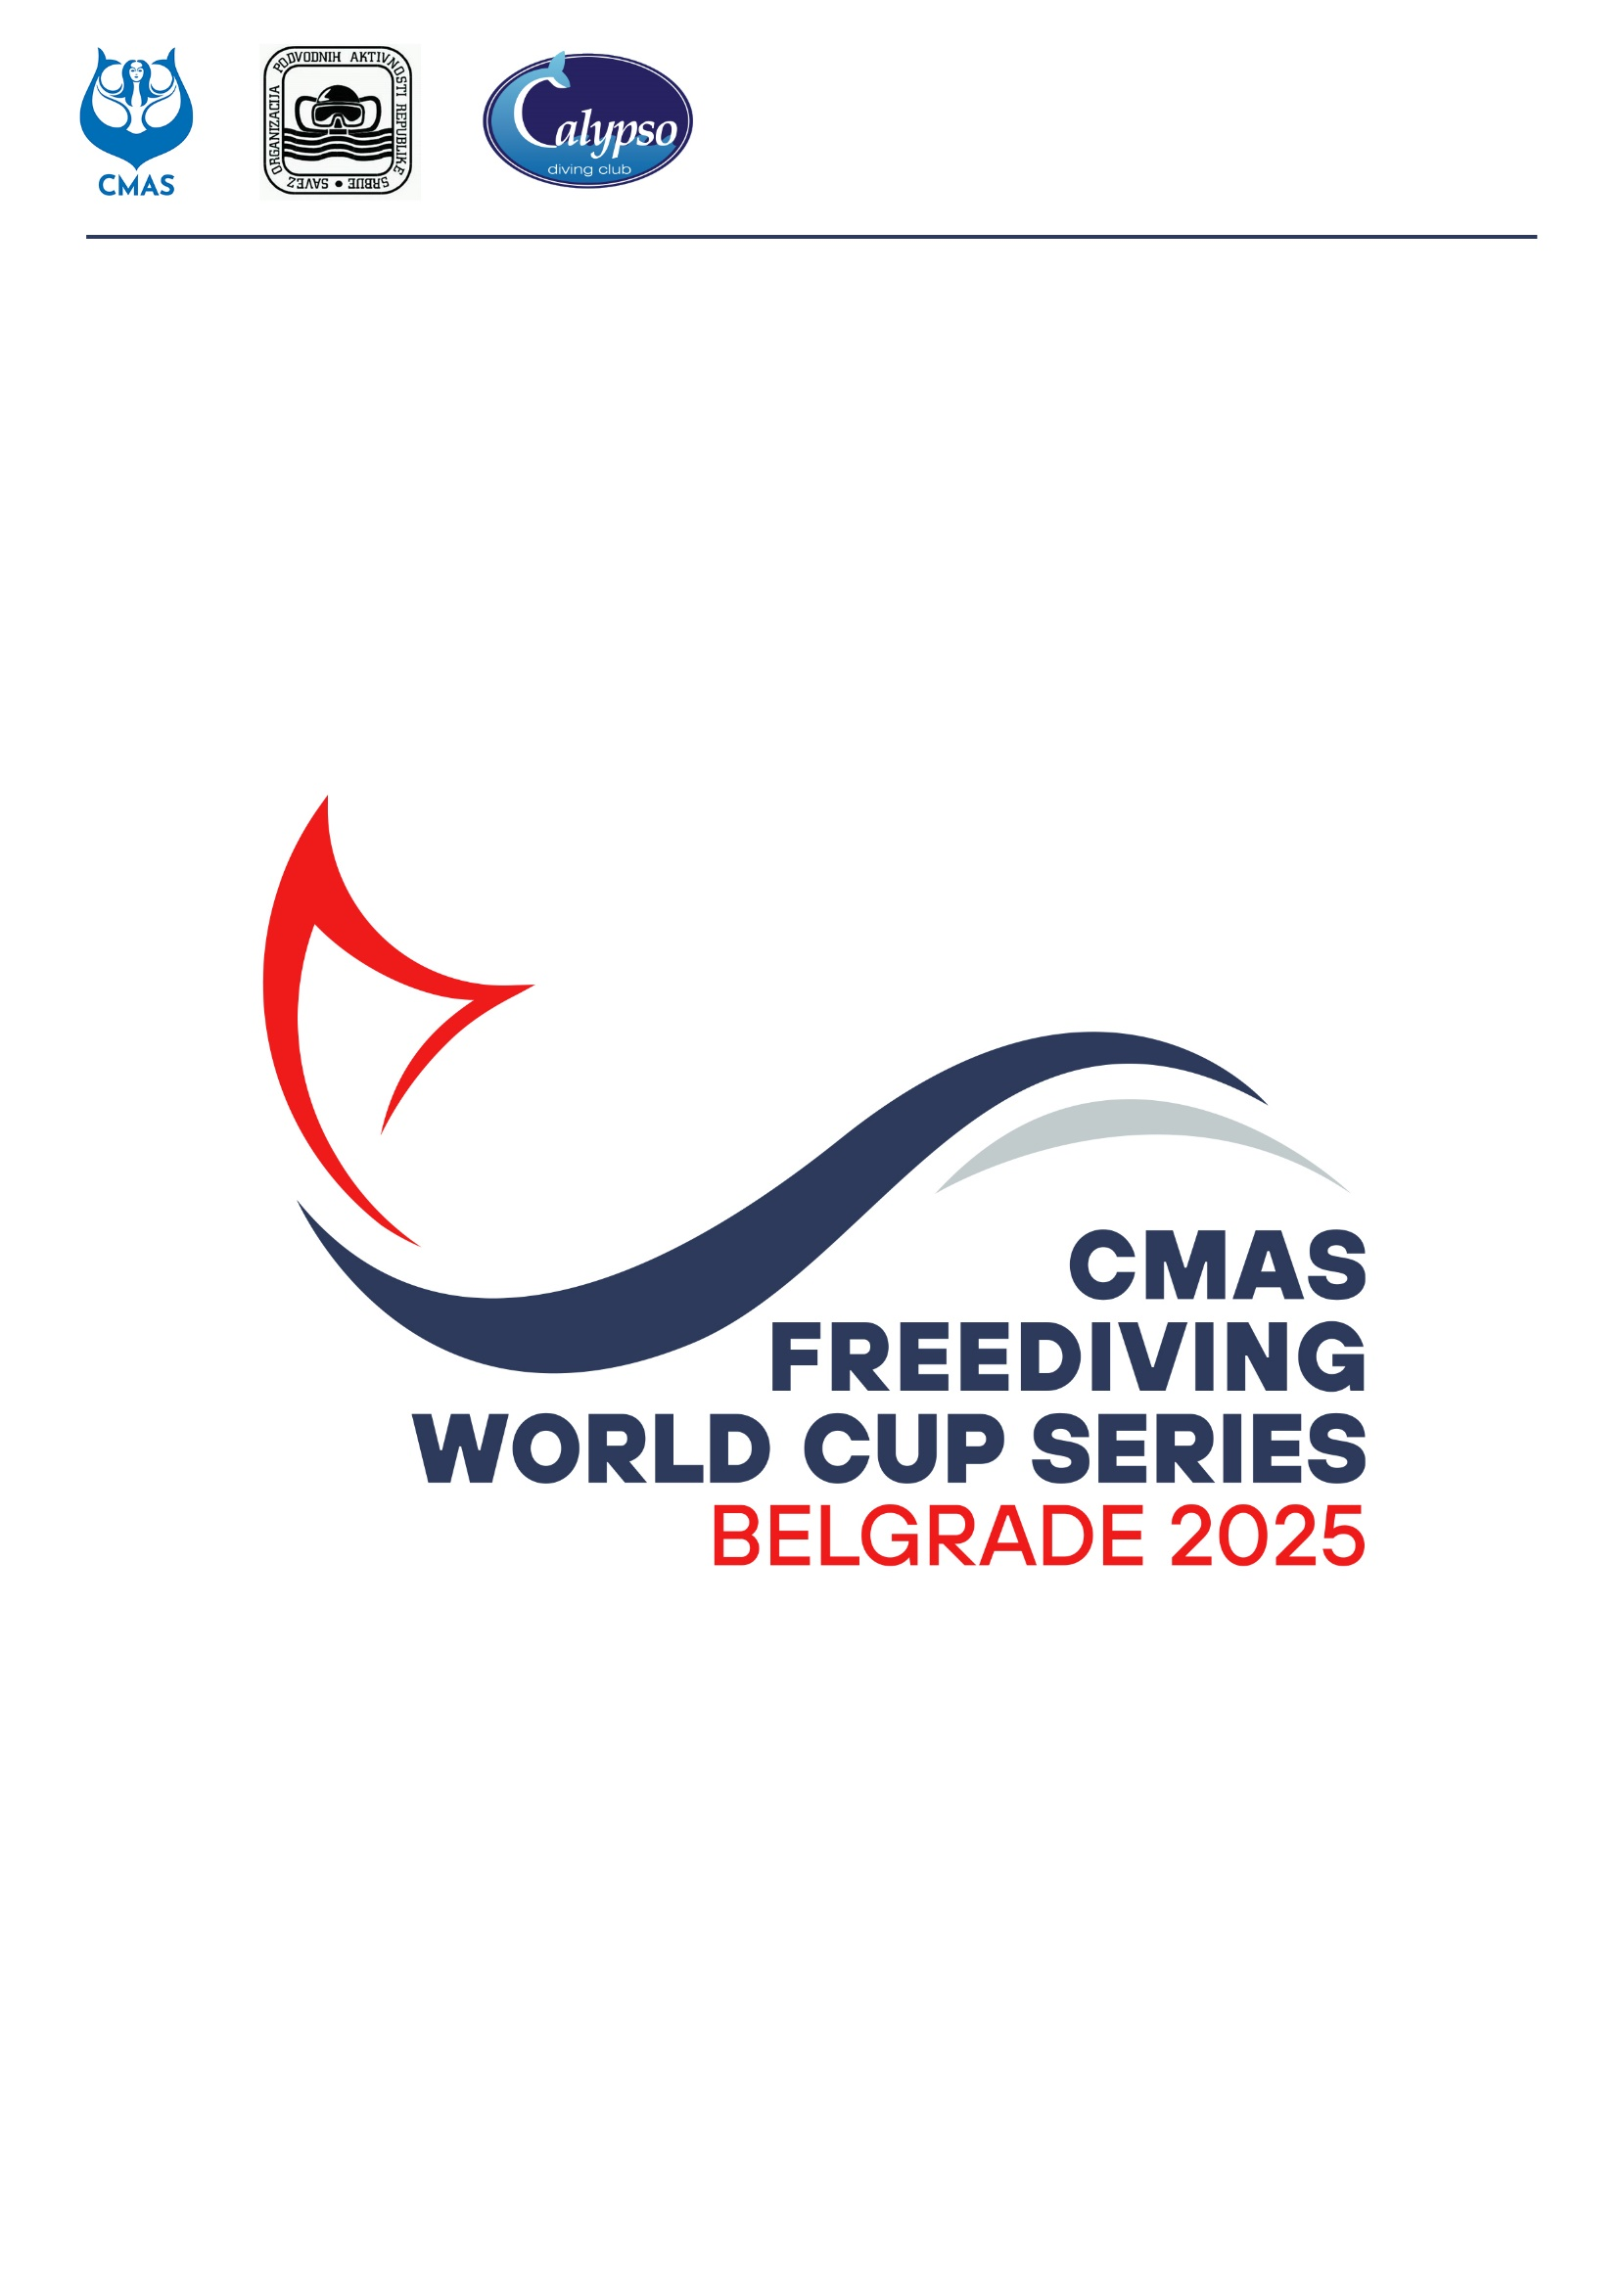 CMAS
SAVEZ ORGANIZACIJA PODVODNIH AKTIVNOSTI REPUBLIKE SRBIJE
Calypso
diving club
CMAS
FREEDIVING
WORLD CUP SERIES
BELGRADE 2025